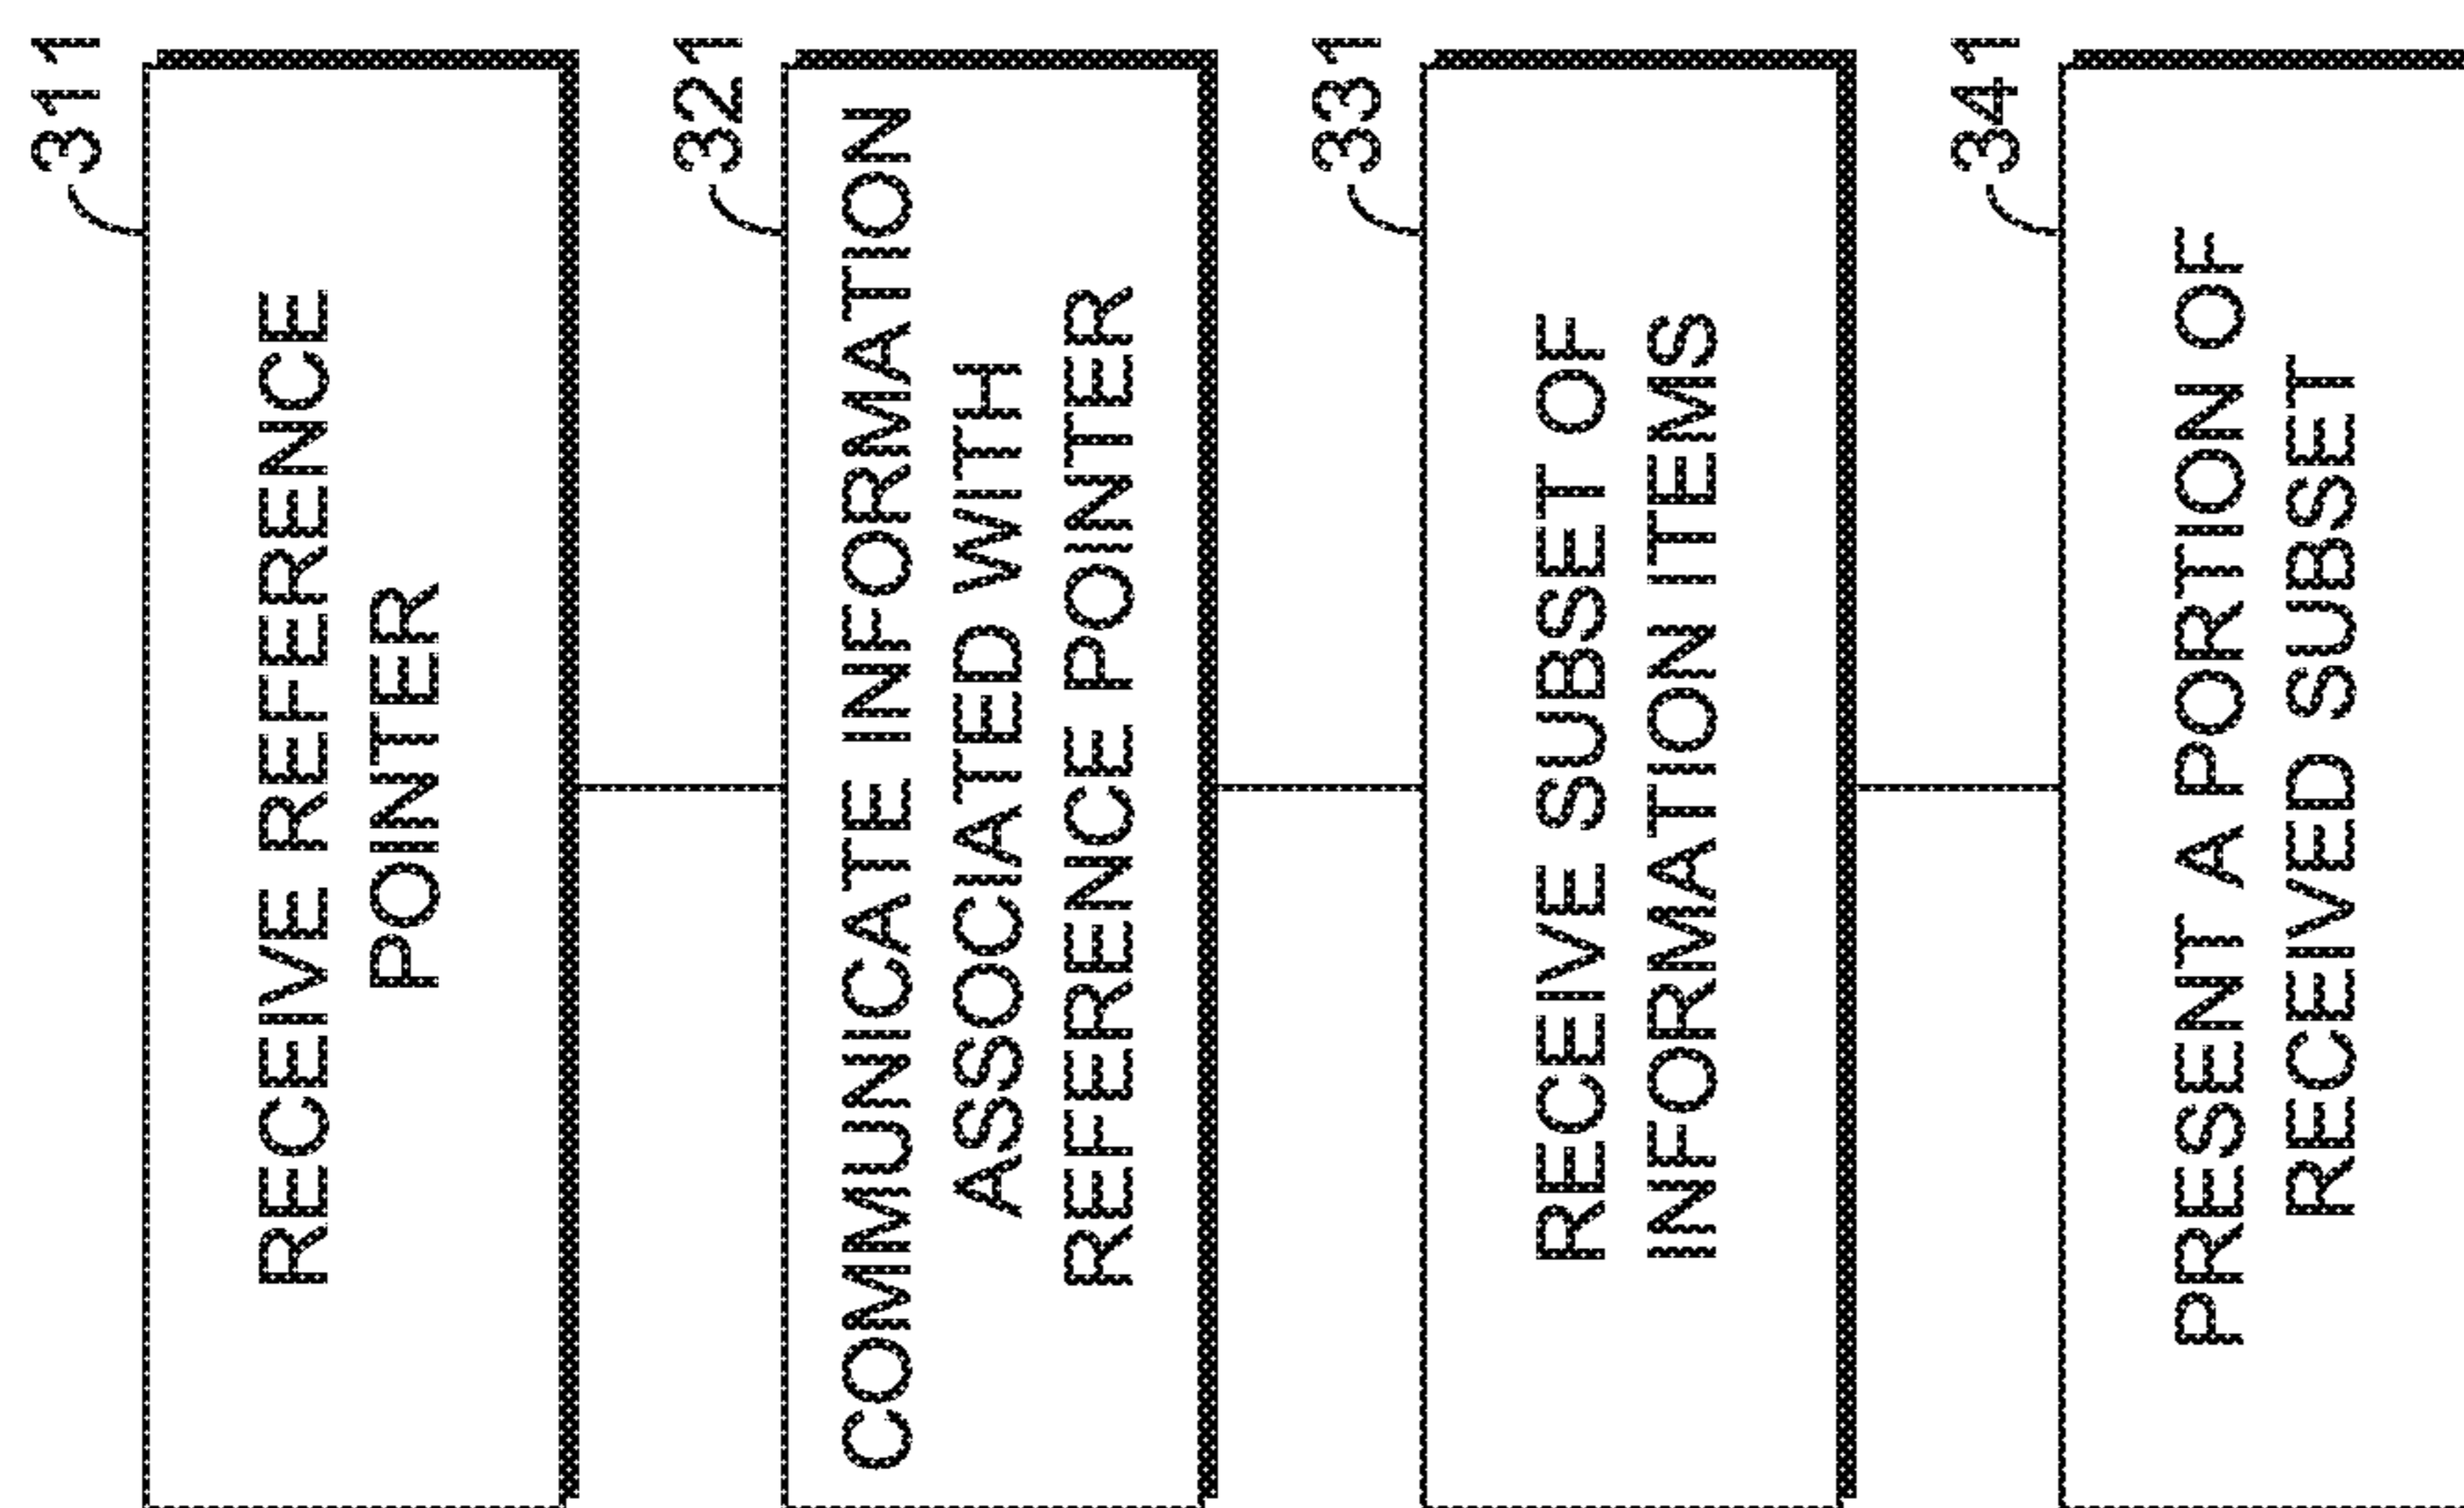 311
RECEIVE REFERENCE
POINTER
321
COMMUNICATE INFORMATION
ASSOCIATED WITH
REFERENCE POINTER
331
RECEIVE SUBSET OF
INFORMATION ITEMS
341
PRESENT A PORTION OF
RECEIVED SUBSET